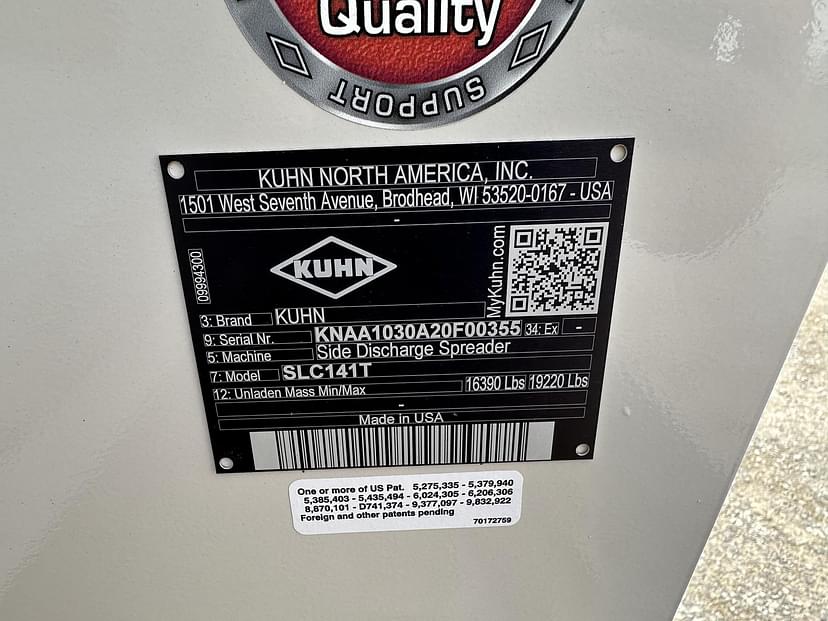 Quality
SUPPORT
KUHN NORTH AMERICA, INC.
1501 West Seventh Avenue, Brodhead, WI 53520-0167 - USA
-
09994300
KUHN
MyKuhn.com
3: Brand KUHN
9: Serial Nr. KNAA1030A20F00355 34: Ex -
5: Machine Side Discharge Spreader
7: Model SLC141T
12: Unladen Mass Min/Max 16390 Lbs 19220 Lbs
-
Made in USA
One or more of US Pat. 5,275,335 - 5,379,940
5,385,403 - 5,435,494 - 6,024,305 - 6,206,306
8,870,101 - D741,374 - 9,377,097 - 9,832,922
Foreign and other patents pending
70172759